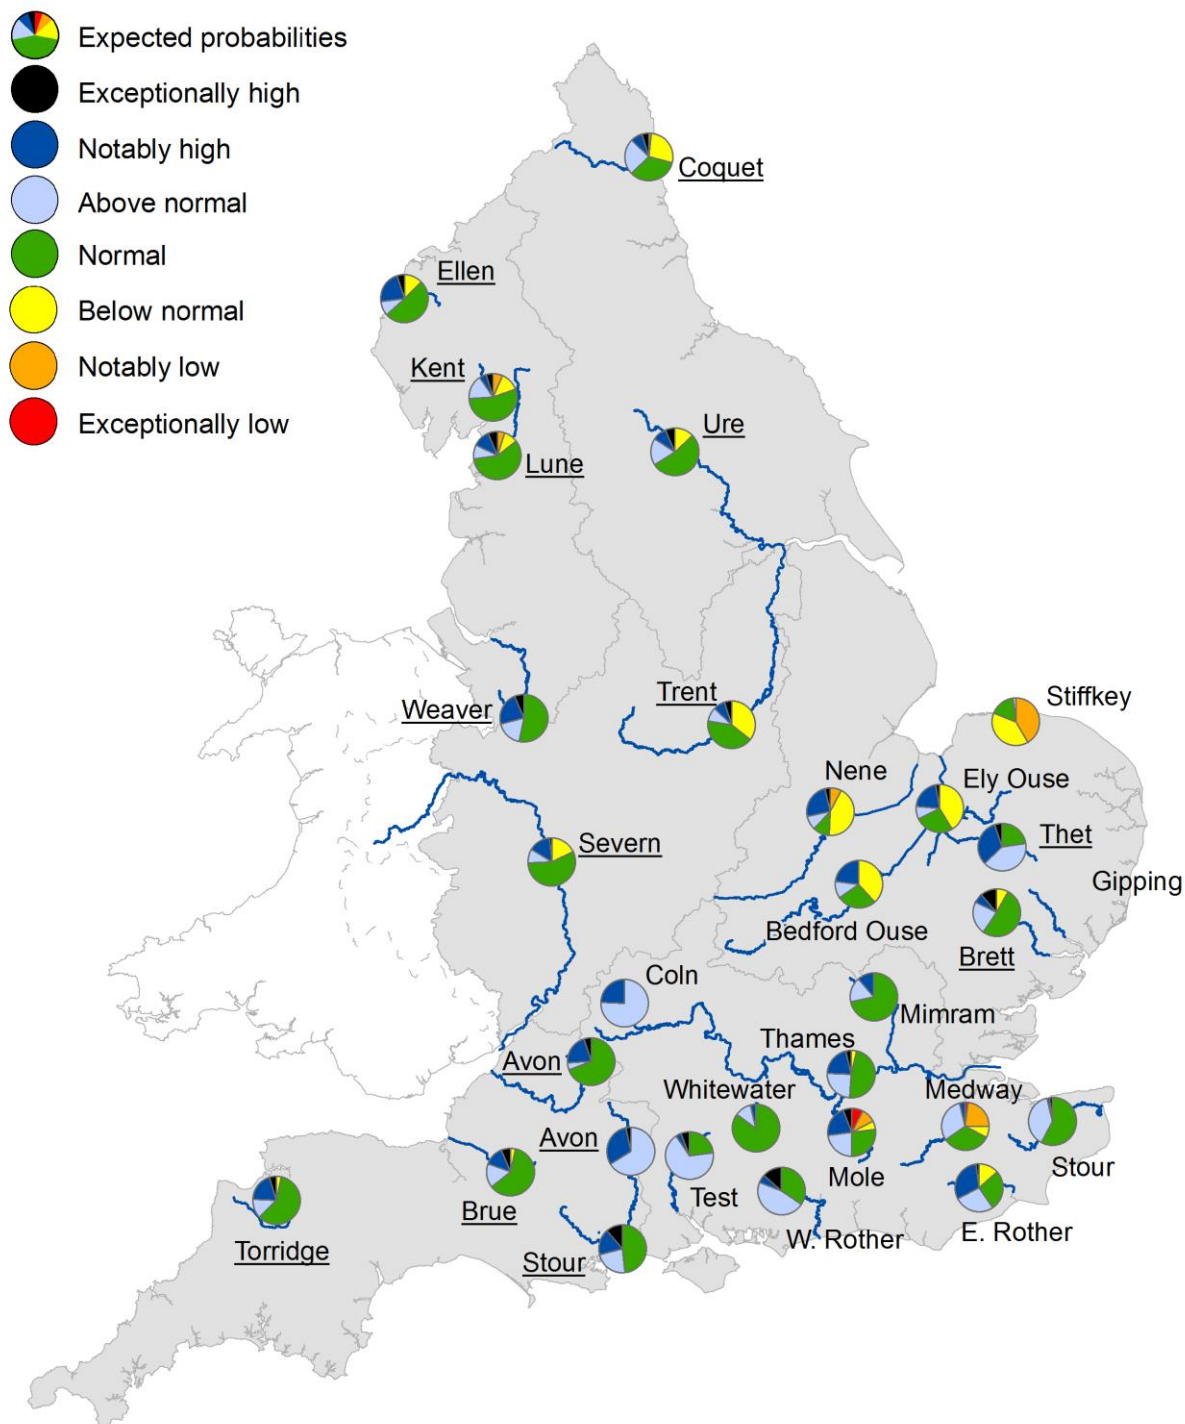 Expected probabilities
Exceptionally high
Notably high
Above normal
Normal
Below normal
Notably low
Exceptionally low
Coquet
Ellen
Kent
Ure
Lune
Trent
Weaver
Stiffkey
Nene
Ely Ouse
Thet
Severn
Gipping
Bedford Ouse
Brett
Coln
Mimram
Thames
Avon
Whitewater
Medway
Avon
Stour
Mole
Test
Brue
W. Rother
E. Rother
Torridge
Stour